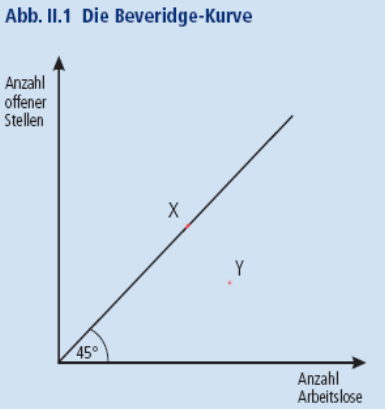 Abb. II.1 Die Beveridge-Kurve
Anzahl
offener
Stellen
X
Y
45°
Anzahl
Arbeitslose